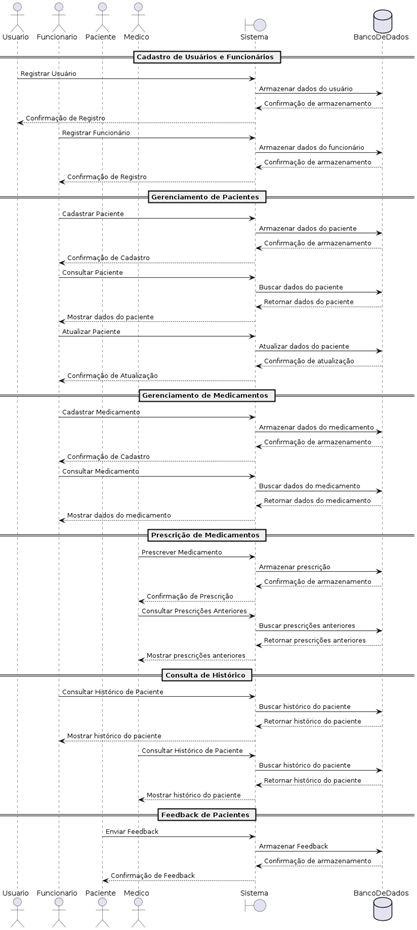 Usuario Funcionario Paciente Medico Sistema BancoDeDados
Cadastro de Usuários e Funcionários
Registrar Usuário
Armazenar dados do usuário
Confirmação de armazenamento
Confirmação de Registro
Registrar Funcionário
Armazenar dados do funcionário
Confirmação de armazenamento
Confirmação de Registro
Gerenciamento de Pacientes
Cadastrar Paciente
Armazenar dados do paciente
Confirmação de armazenamento
Confirmação de Cadastro
Consultar Paciente
Buscar dados do paciente
Retornar dados do paciente
Mostrar dados do paciente
Atualizar Paciente
Atualizar dados do paciente
Confirmação de atualização
Confirmação de Atualização
Gerenciamento de Medicamentos
Cadastrar Medicamento
Armazenar dados do medicamento
Confirmação de armazenamento
Confirmação de Cadastro
Consultar Medicamento
Buscar dados do medicamento
Retornar dados do medicamento
Mostrar dados do medicamento
Prescrição de Medicamentos
Prescrever Medicamento
Armazenar prescrição
Confirmação de armazenamento
Confirmação de Prescrição
Consultar Prescrições Anteriores
Buscar prescrições anteriores
Retornar prescrições anteriores
Mostrar prescrições anteriores
Consulta de Histórico
Consultar Histórico de Paciente
Buscar histórico do paciente
Retornar histórico do paciente
Mostrar histórico do paciente
Consultar Histórico de Paciente
Buscar histórico do paciente
Retornar histórico do paciente
Mostrar histórico do paciente
Feedback de Pacientes
Enviar Feedback
Armazenar Feedback
Confirmação de armazenamento
Confirmação de Feedback
Usuario Funcionario Paciente Medico Sistema BancoDeDados